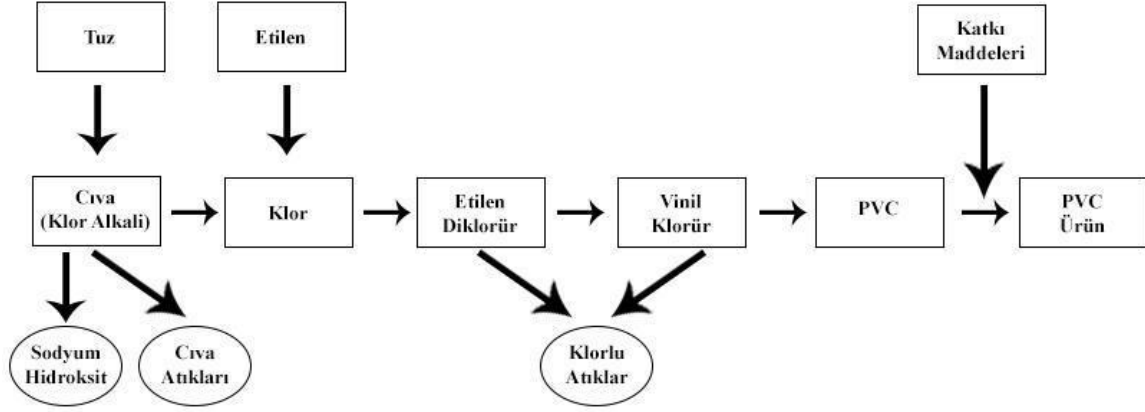 Tuz
Etilen
Katkı
Maddeleri
Cıva
(Klor Alkali)
Klor
Etilen
Diklorür
Vinil
Klorür
PVC
PVC
Ürün
Sodyum
Hidroksit
Cıva
Atıkları
Klorlu
Atıklar